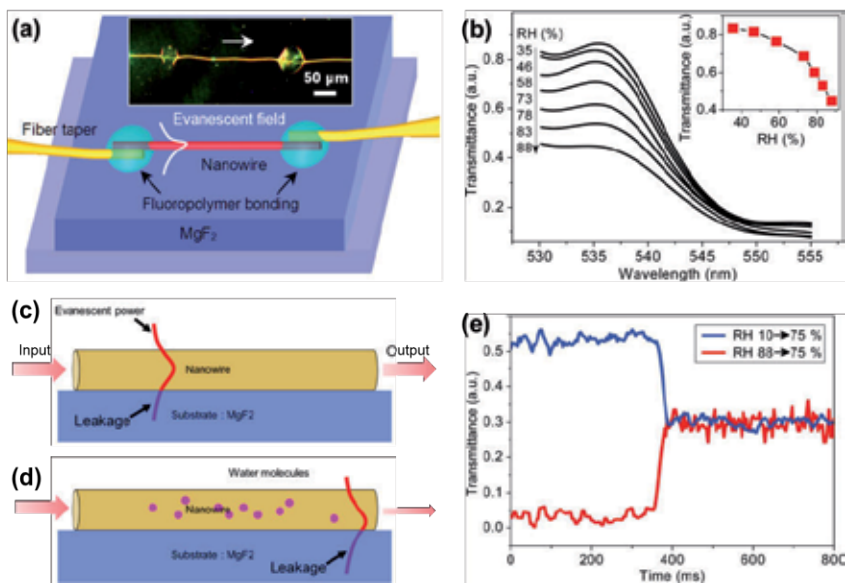 (a)
50 µm
Fiber taper
Evanescent field
Nanowire
Fluoropolymer bonding
MgF2
(b)
RH (%)
35
46
58
73
78
83
88
Transmittance (a.u.)
0.8
0.6
0.4
0.2
530 535 540 545 550 555
Wavelength (nm)
Transmittance (a.u.)
0.8
0.6
0.4
40 60 80
RH (%)
(c)
Evanescent power
Input
Nanowire
Output
Leakage
Substrate : MgF2
(d)
Water molecules
Nanowire
Substrate : MgF2
Leakage
(e)
RH 10→75 %
RH 88→75 %
Transmittance (a.u.)
0.5
0.3
0.2
0.0
0 200 400 600 800
Time (ms)